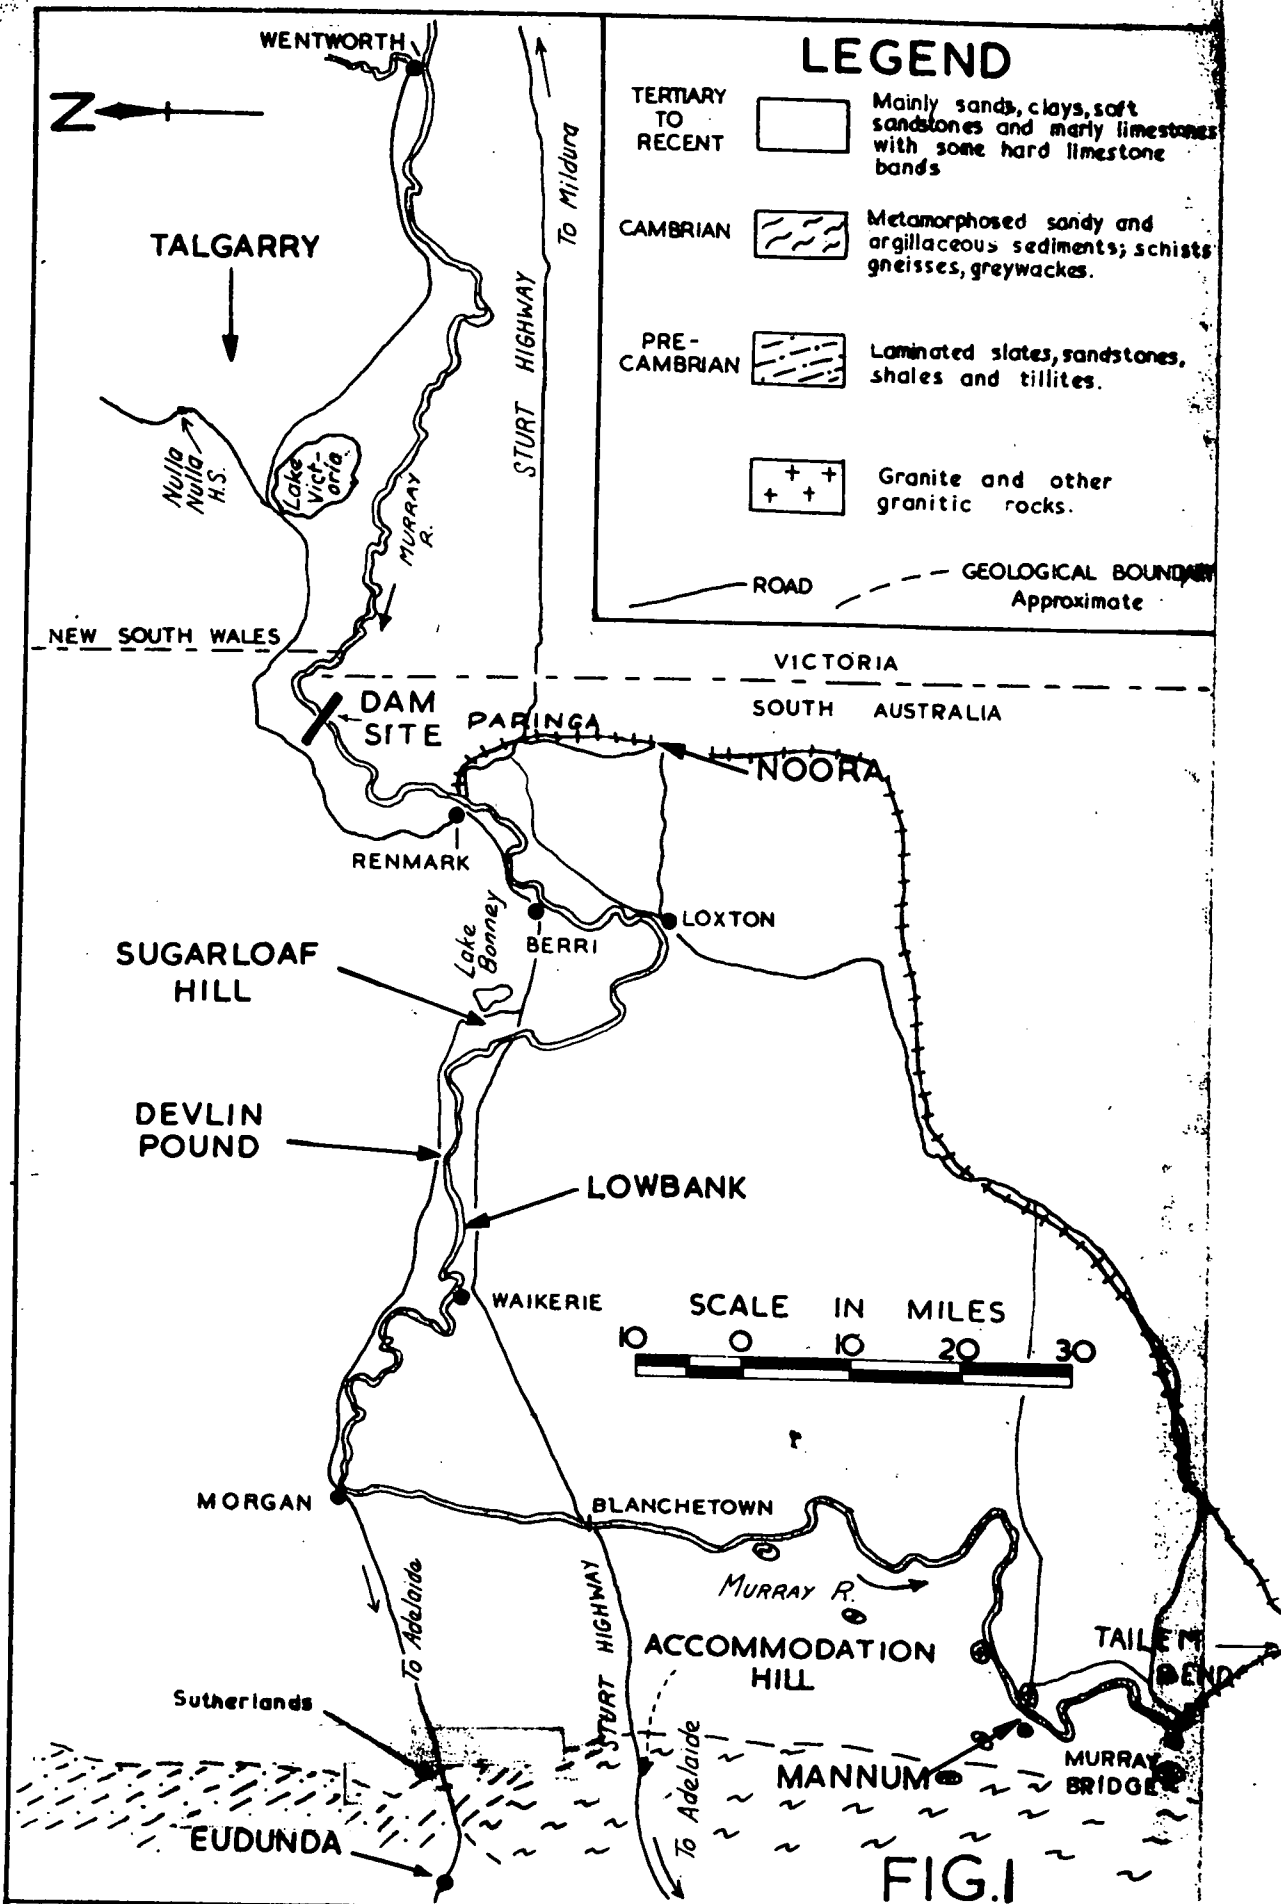 WENTWORTH
N
TALGARRY
To Mildura
STURT HIGHWAY
LEGEND
TERTIARY
TO
RECENT
Mainly sands, clays, soft
sandstones and marly limestones
with some hard limestone
bands
CAMBRIAN
Metamorphosed sandy and
argillaceous sediments; schists
gneisses, greywackes.
PRE-
CAMBRIAN
Laminated slates, sandstones,
shales and tillites.
Granite and other
granitic rocks.
ROAD
GEOLOGICAL BOUNDARY
Approximate
Nulla
Nulla
H.S.
Lake
Vict-
oria
MURRAY
R.
NEW SOUTH WALES
VICTORIA
SOUTH AUSTRALIA
DAM
SITE
PARINGA
NOORA
RENMARK
LOXTON
BERRI
Lake
Bonney
SUGARLOAF
HILL
DEVLIN
POUND
LOWBANK
WAIKERIE
SCALE IN MILES
10 0 10 20 30
MORGAN
BLANCHETOWN
MURRAY R.
To Adelaide
STURT HIGHWAY
ACCOMMODATION
HILL
TAILEM
BEND
Sutherlands
To Adelaide
MANNUM
MURRAY
BRIDGE
EUDUNDA
FIG.1